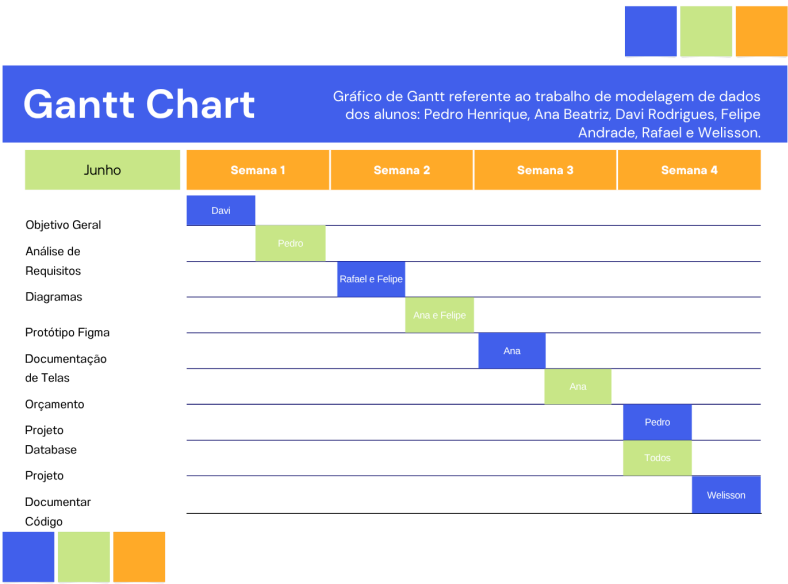 Gantt Chart
Gráfico de Gantt referente ao trabalho de modelagem de dados
dos alunos: Pedro Henrique, Ana Beatriz, Davi Rodrigues, Felipe
Andrade, Rafael e Welisson.
Junho
Semana 1
Semana 2
Semana 3
Semana 4
Davi
Objetivo Geral
Pedro
Análise de
Requisitos
Rafael e Felipe
Diagramas
Ana e Felipe
Protótipo Figma
Ana
Documentação
de Telas
Ana
Orçamento
Pedro
Projeto
Database
Todos
Projeto
Welisson
Documentar
Código